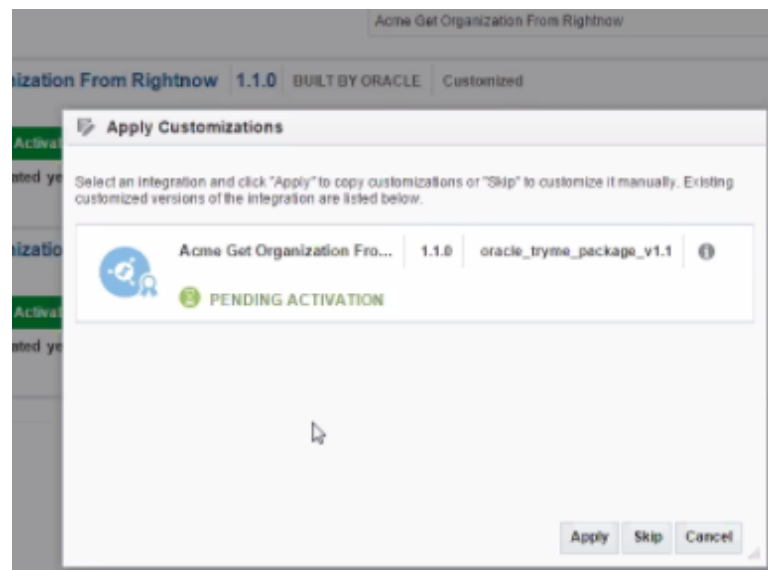 Acme Get Organization From Rightnow
ization From Rightnow 1.1.0 BUILT BY ORACLE Customized
Apply Customizations
Activat
ated ye
Select an integration and click "Apply" to copy customizations or "Skip" to customize it manually. Existing
customized versions of the integration are listed below.
izatio
Acme Get Organization Fro... 1.1.0 oracle_tryme_package_v1.1
PENDING ACTIVATION
Activat
ated ye
Apply Skip Cancel